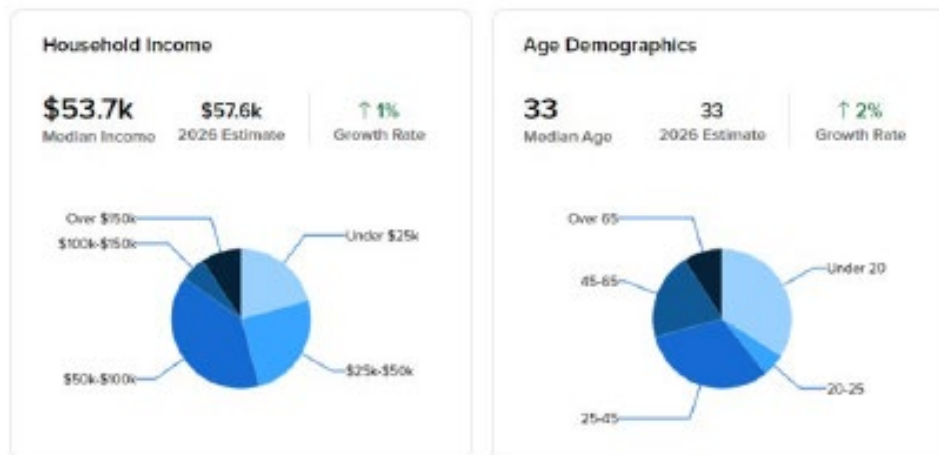 Household Income
$53.7k
Median Income
$57.6k
2026 Estimate
↑ 1%
Growth Rate
Over $150k
$100k-$150k
Under $25k
$50k-$100k
$25k-$50k
Age Demographics
33
Median Age
33
2026 Estimate
↑ 2%
Growth Rate
Over 65
45-65
Under 20
20-25
25-45